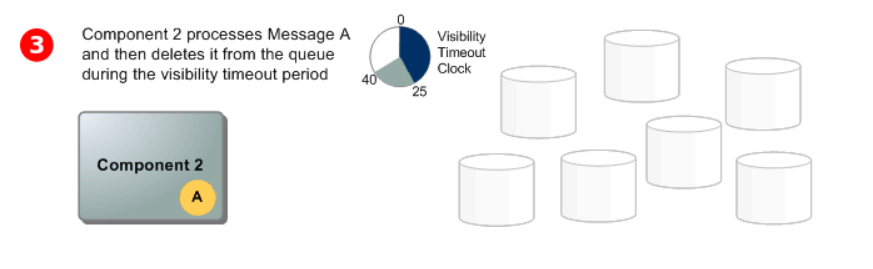 3
Component 2 processes Message A
and then deletes it from the queue
during the visibility timeout period
0
Visibility
Timeout
Clock
40
25
Component 2
A